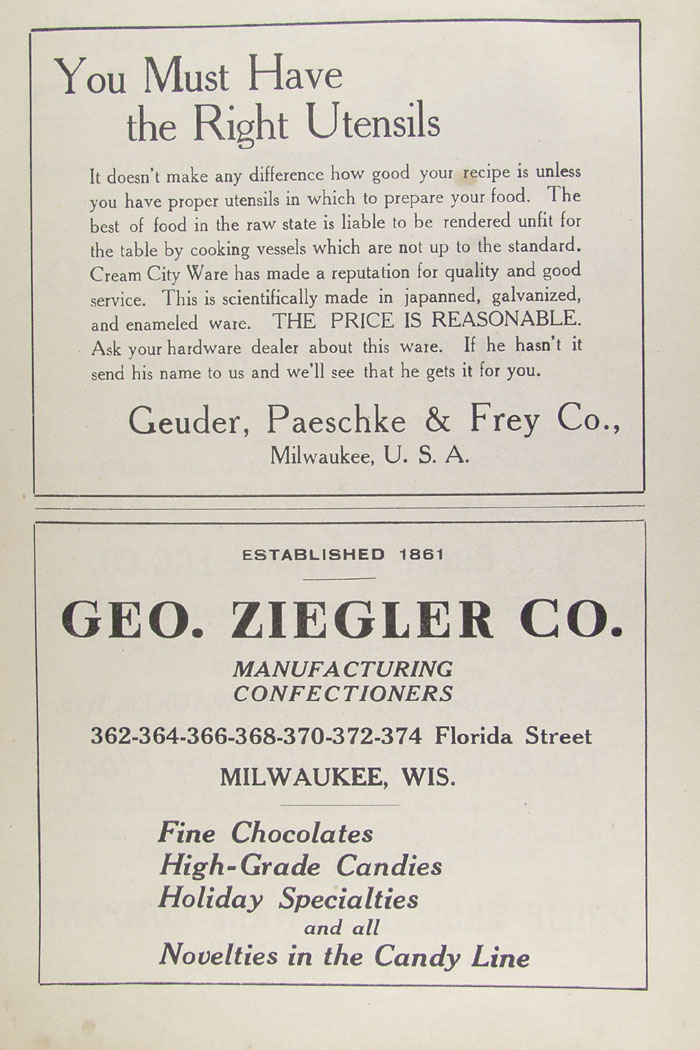 You Must Have
the Right Utensils
It doesn't make any difference how good your recipe is unless
you have proper utensils in which to prepare your food. The
best of food in the raw state is liable to be rendered unfit for
the table by cooking vessels which are not up to the standard.
Cream City Ware has made a reputation for quality and good
service. This is scientifically made in japanned, galvanized,
and enameled ware. THE PRICE IS REASONABLE.
Ask your hardware dealer about this ware. If he hasn't it
send his name to us and we'll see that he gets it for you.
Geuder, Paeschke & Frey Co.,
Milwaukee, U. S. A.
ESTABLISHED 1861
GEO. ZIEGLER CO.
MANUFACTURING
CONFECTIONERS
362-364-366-368-370-372-374 Florida Street
MILWAUKEE, WIS.
Fine Chocolates
High-Grade Candies
Holiday Specialties
and all
Novelties in the Candy Line